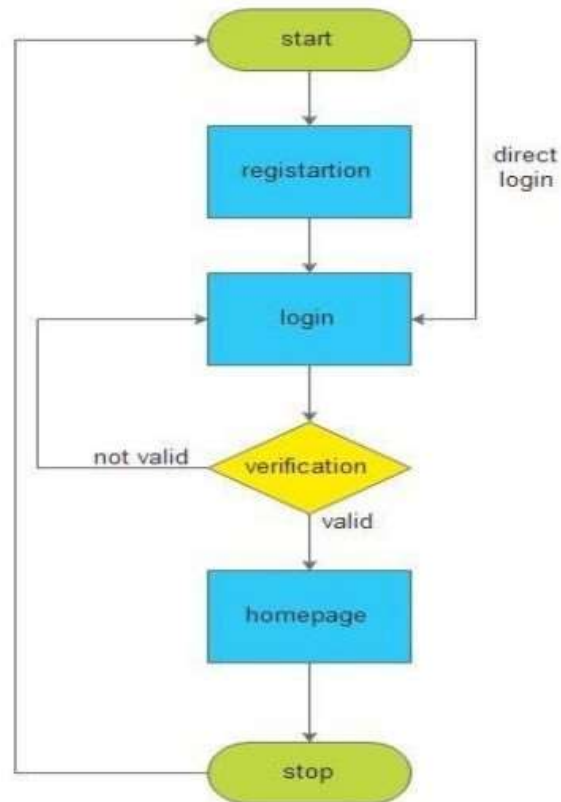 start
registartion
direct
login
login
not valid
verification
valid
homepage
stop